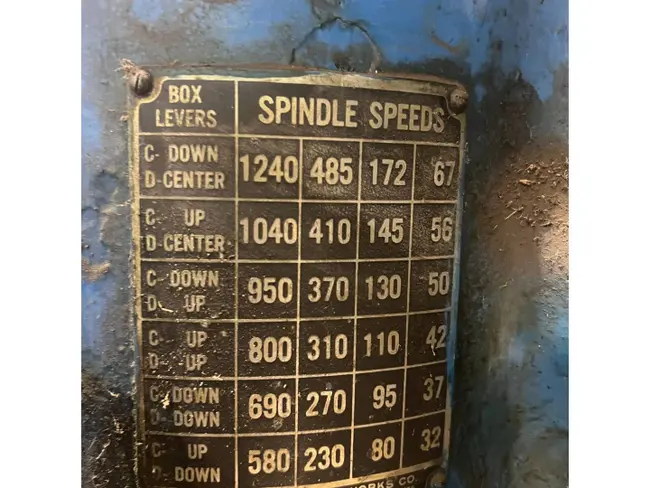 BOX LEVERS SPINDLE SPEEDS
C- DOWN D-CENTER 1240 485 172 67
C- UP D-CENTER 1040 410 145 56
C- DOWN D- UP 950 370 130 50
C- UP D- UP 800 310 110 42
C- DOWN D- DOWN 690 270 95 37
C- UP D- DOWN 580 230 80 32
WORKS CO.